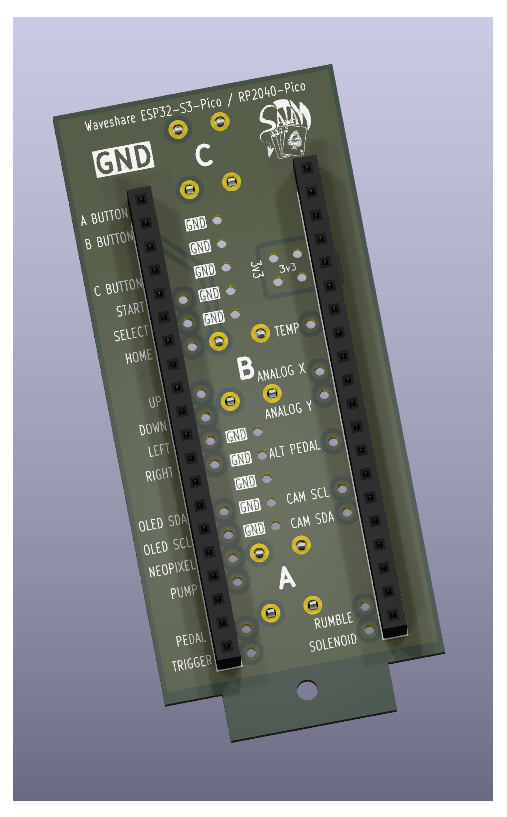 Waveshare ESP32-S3-Pico / RP2040-Pico
SATAM
GND
C
A BUTTON
B BUTTON
GND
GND
GND
C BUTTON
GND
3V3
3v3
START
GND
SELECT
TEMP
HOME
B
ANALOG X
UP
ANALOG Y
DOWN
GND
LEFT
GND
ALT PEDAL
RIGHT
GND
CAM SCL
OLED SDA
GND
CAM SDA
OLED SCL
GND
NEOPIXEL
A
PUMP
RUMBLE
PEDAL
SOLENOID
TRIGGER